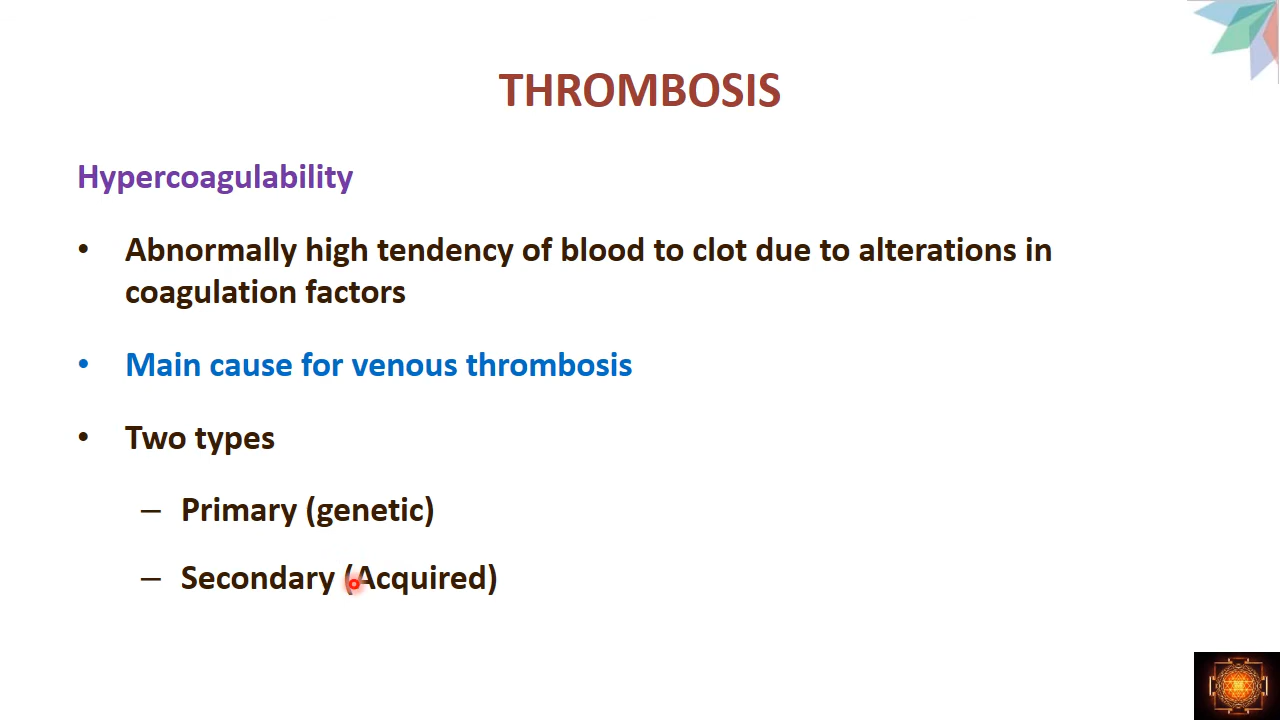 THROMBOSIS
Hypercoagulability
• Abnormally high tendency of blood to clot due to alterations in
coagulation factors
• Main cause for venous thrombosis
• Two types
– Primary (genetic)
– Secondary (Acquired)